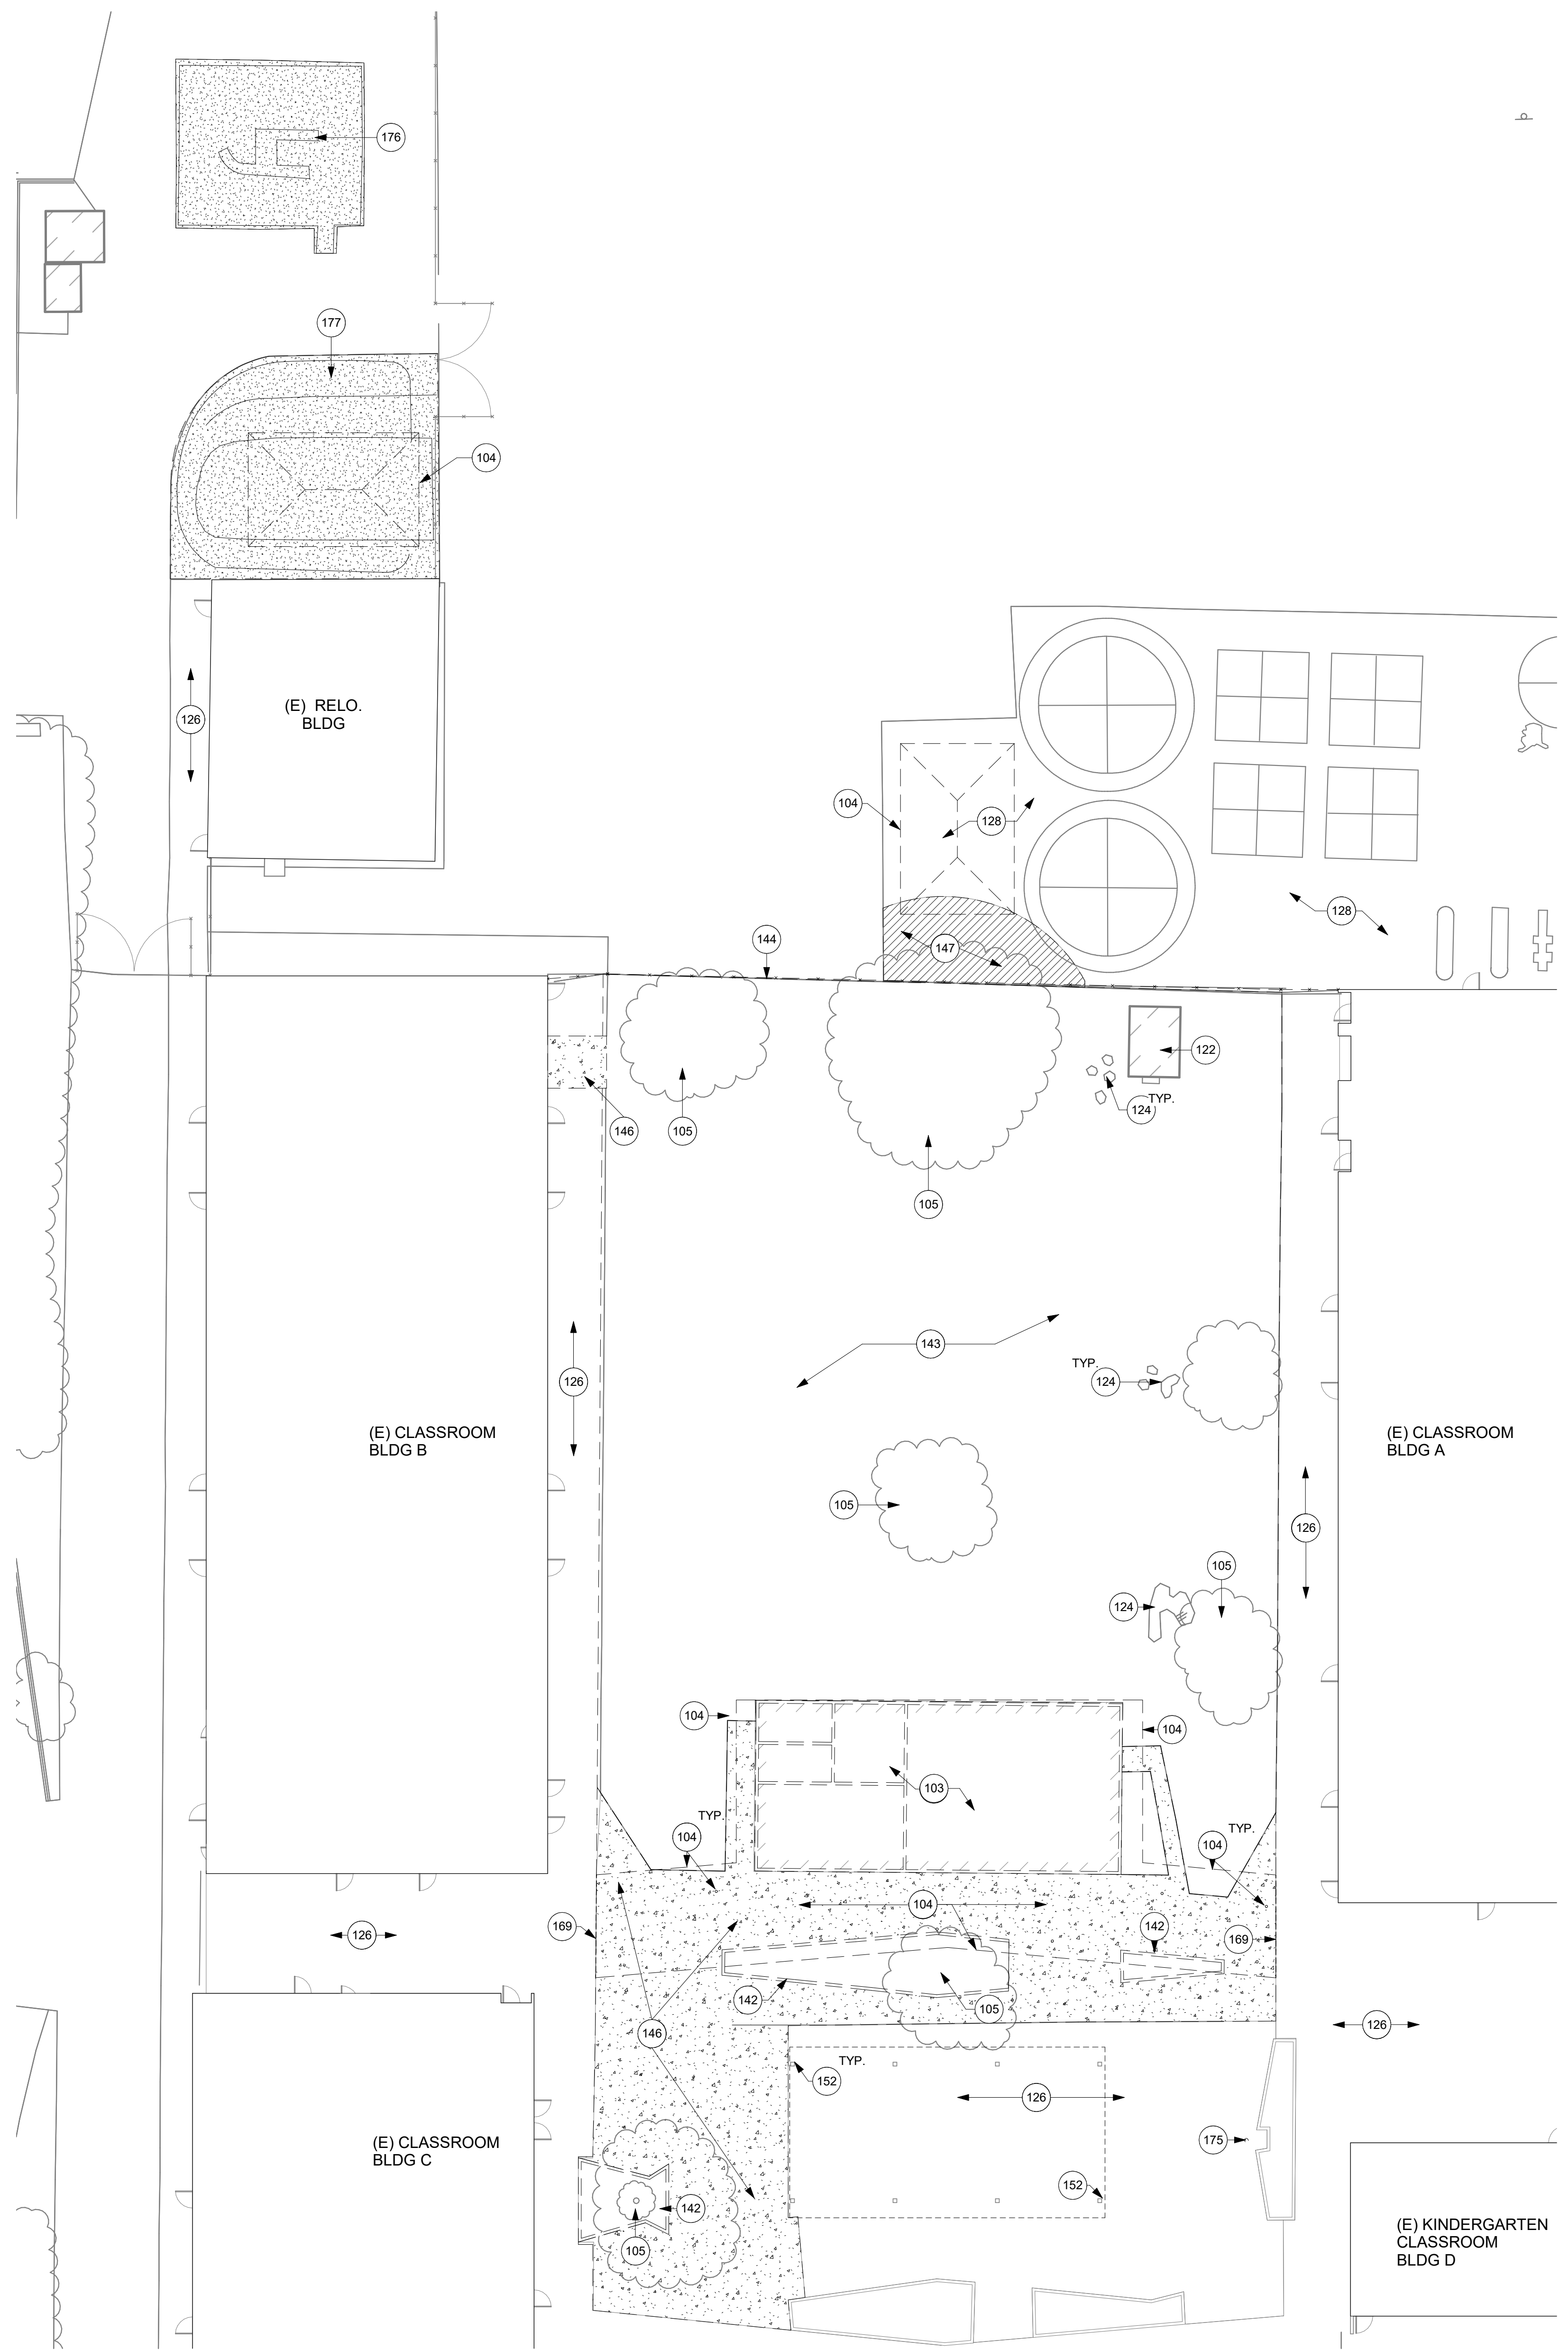 176
177
104
(E) RELO.
BLDG
126
104
128
128
147
144
122
124
TYP.
146
105
105
143
TYP.
124
126
(E) CLASSROOM
BLDG B
(E) CLASSROOM
BLDG A
105
126
105
124
104
104
103
TYP.
104
TYP.
104
104
169
126
142
169
142
105
146
126
TYP.
152
126
(E) CLASSROOM
BLDG C
175
152
142
105
(E) KINDERGARTEN
CLASSROOM
BLDG D